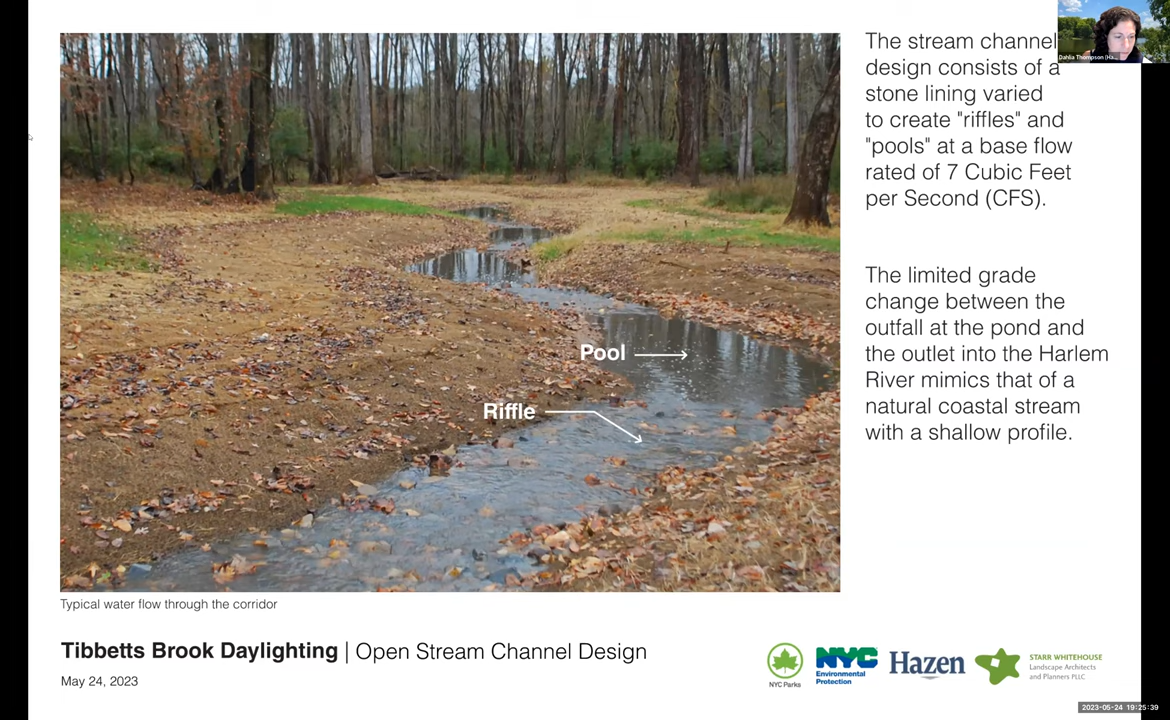 The stream channel
design consists of a
stone lining varied
to create "riffles" and
"pools" at a base flow
rated of 7 Cubic Feet
per Second (CFS).
The limited grade
change between the
outfall at the pond and
the outlet into the Harlem
River mimics that of a
natural coastal stream
with a shallow profile.
Dahlia Thompson (Ha...
Pool
Riffle
Typical water flow through the corridor
Tibbetts Brook Daylighting | Open Stream Channel Design
May 24, 2023
NYC Parks
NYC
Environmental
Protection
Hazen
STARR WHITEHOUSE
Landscape Architects
and Planners PLLC
2023-05-24 19:25:39